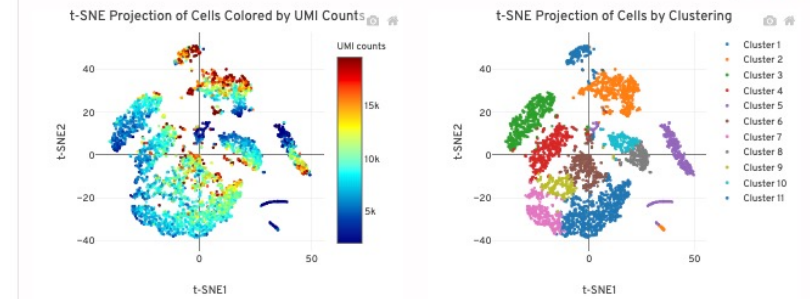 t-SNE Projection of Cells Colored by UMI Counts
UMI counts
15k
10k
5k
40
20
0
−20
−40
0
50
t-SNE2
t-SNE1
t-SNE Projection of Cells by Clustering
40
20
0
−20
−40
0
50
t-SNE2
t-SNE1
Cluster 1
Cluster 2
Cluster 3
Cluster 4
Cluster 5
Cluster 6
Cluster 7
Cluster 8
Cluster 9
Cluster 10
Cluster 11